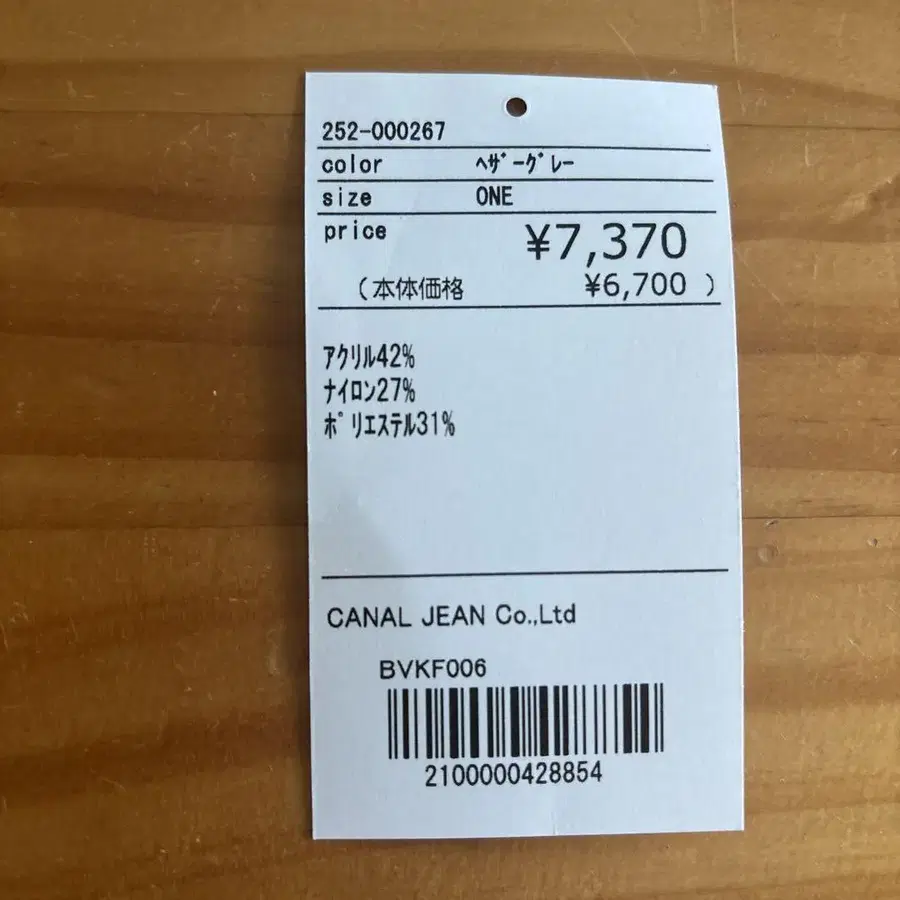 252-000267
color ﾍｻﾞｰｸﾞﾚｰ
size ONE
price ¥7,370
(本体価格 ¥6,700 )
ｱｸﾘﾙ42%
ﾅｲﾛﾝ27%
ﾎﾟﾘｴｽﾃﾙ31%
CANAL JEAN Co.,Ltd
BVKF006
2100000428854